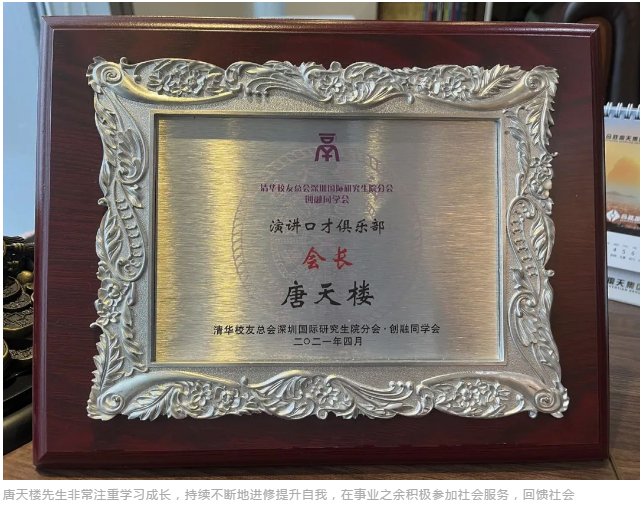 清华校友总会深圳国际研究生院分会
创融同学会
演讲口才俱乐部
会长
唐天楼
清华校友总会深圳国际研究生院分会·创融同学会
二〇二一年四月
唐天楼先生非常注重学习成长，持续不断地进修提升自我，在事业之余积极参加社会服务，回馈社会